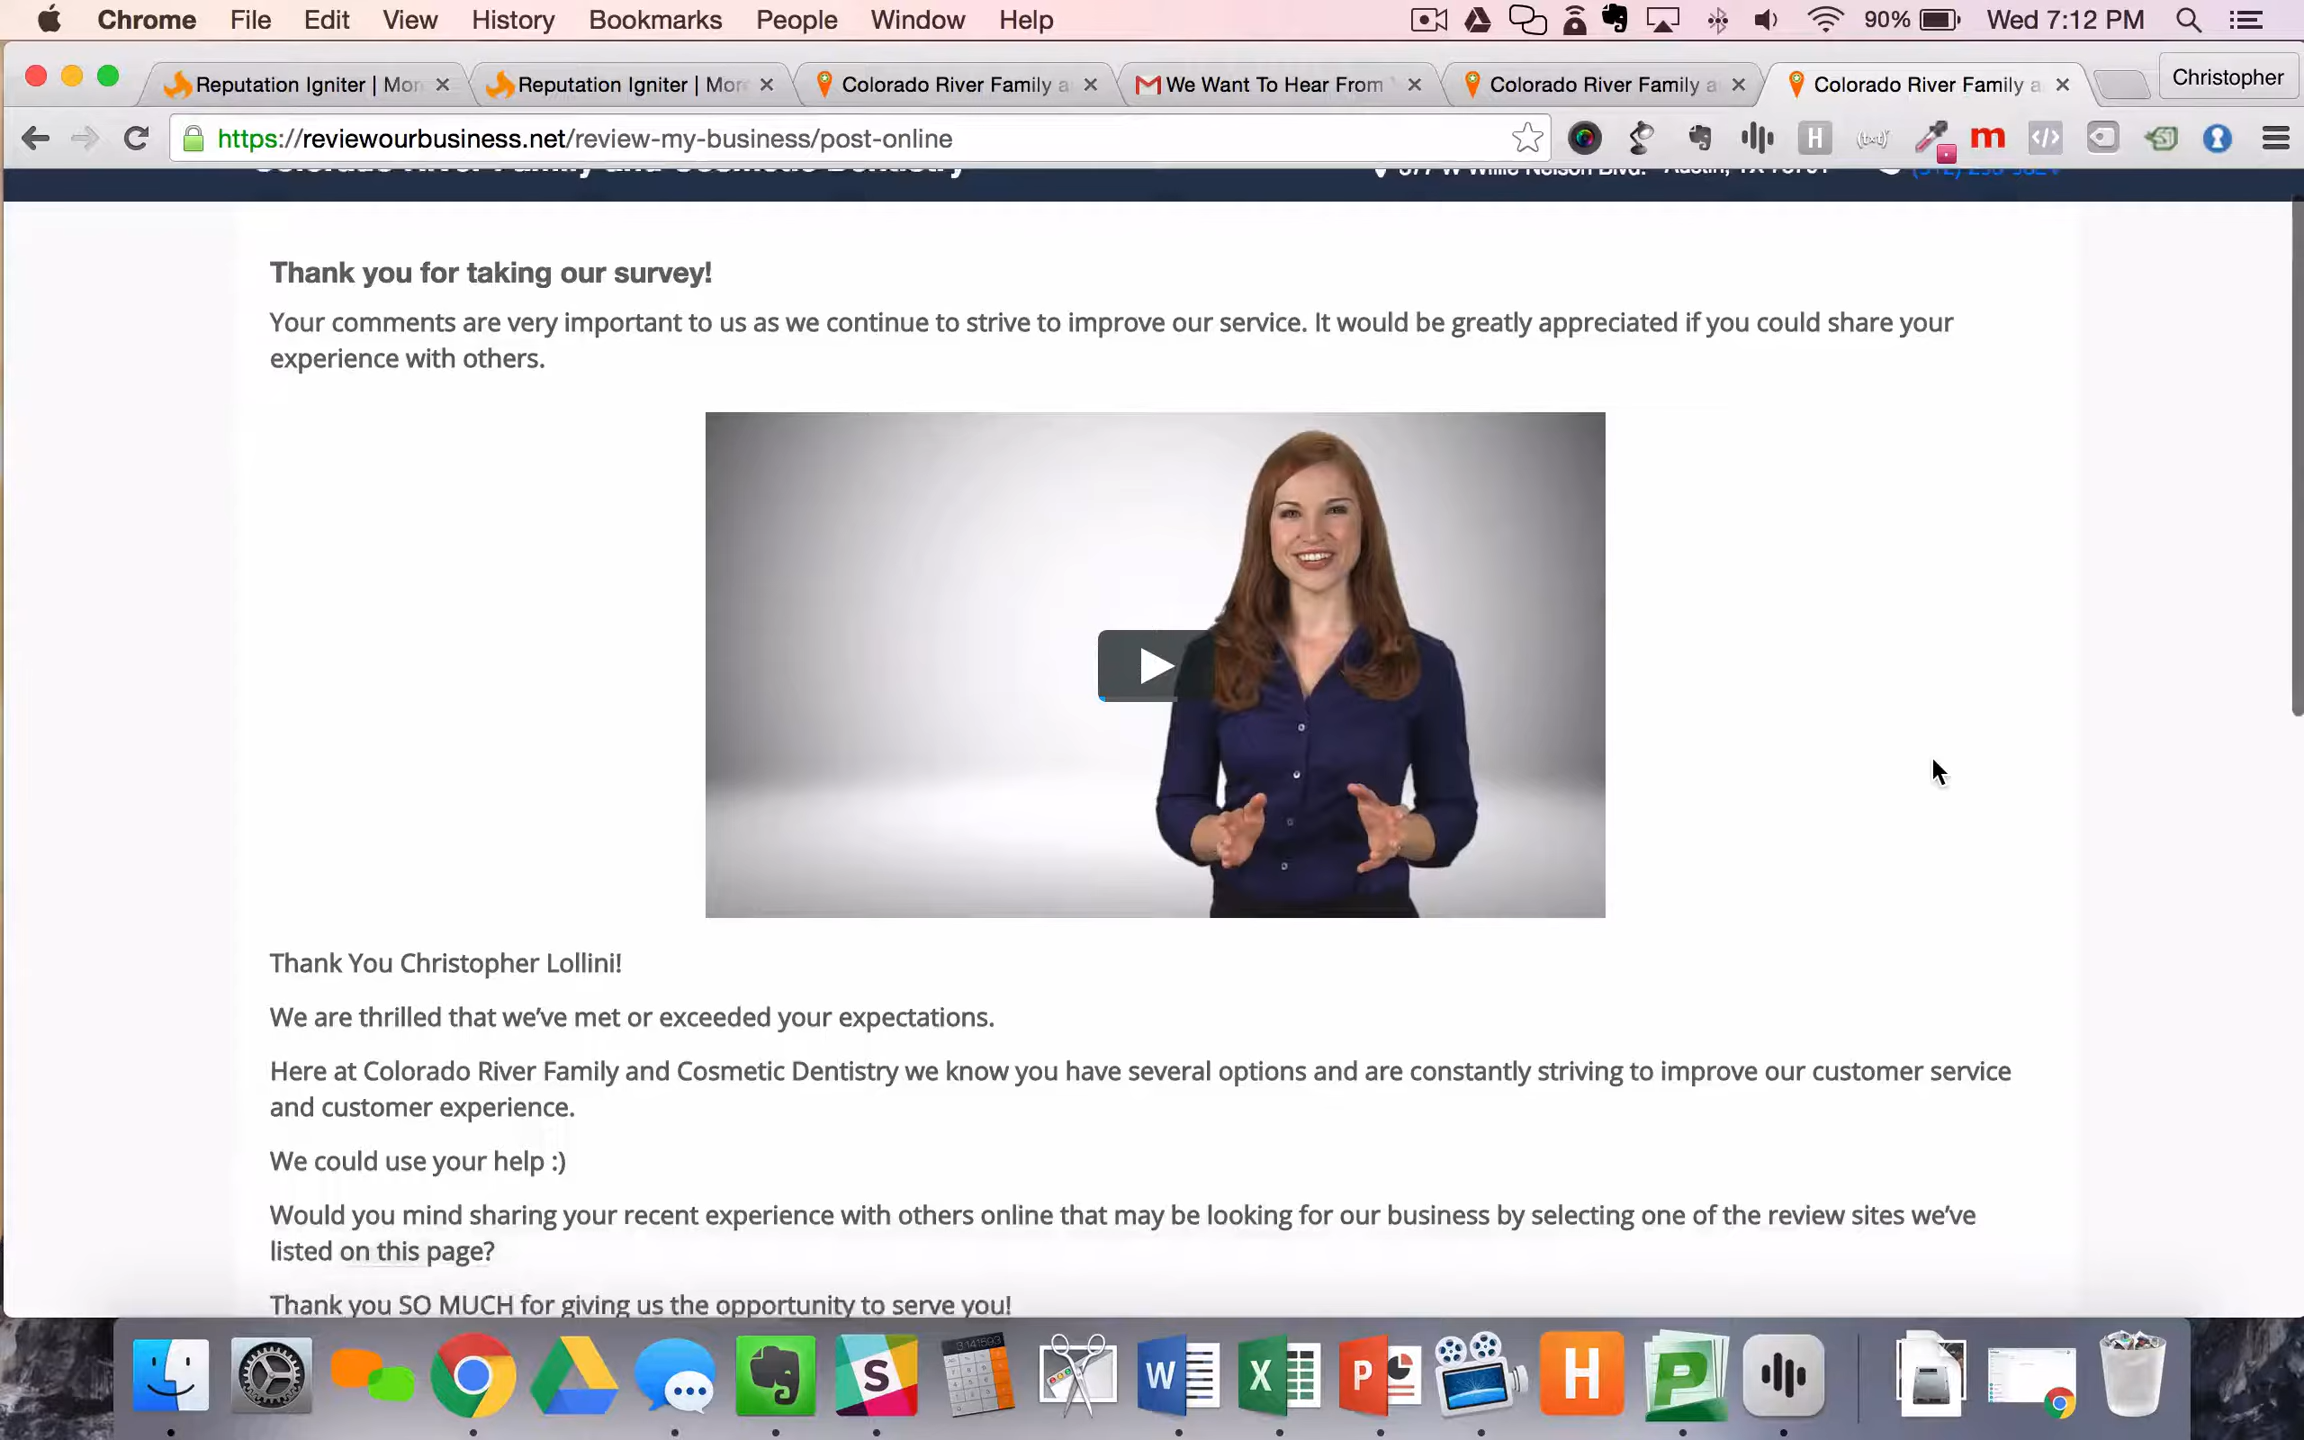 Chrome File Edit View History Bookmarks People Window Help 90% Wed 7:12 PM
Reputation Igniter | Mor Reputation Igniter | Mor Colorado River Family a We Want To Hear From Colorado River Family a Colorado River Family a Christopher
https://reviewourbusiness.net/review-my-business/post-online
Colorado River Family and Cosmetic Dentistry Austin, TX
Thank you for taking our survey!
Your comments are very important to us as we continue to strive to improve our service. It would be greatly appreciated if you could share your
experience with others.
Thank You Christopher Lollini!
We are thrilled that we've met or exceeded your expectations.
Here at Colorado River Family and Cosmetic Dentistry we know you have several options and are constantly striving to improve our customer service
and customer experience.
We could use your help :)
Would you mind sharing your recent experience with others online that may be looking for our business by selecting one of the review sites we've
listed on this page?
Thank you SO MUCH for giving us the opportunity to serve you!